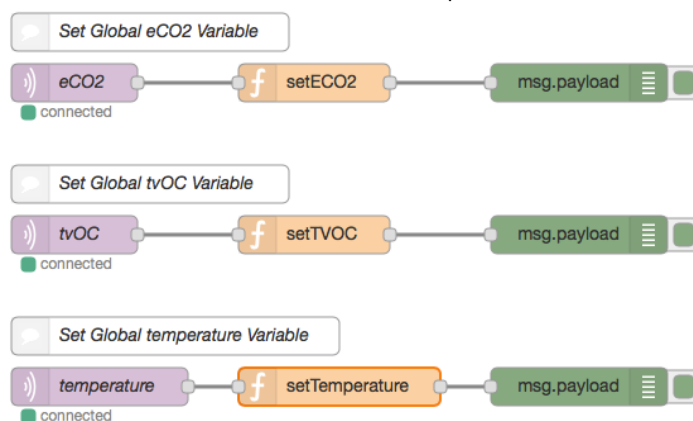 Set Global eCO2 Variable
eCO2 setECO2 msg.payload
connected
Set Global tvOC Variable
tvOC setTVOC msg.payload
connected
Set Global temperature Variable
temperature setTemperature msg.payload
connected